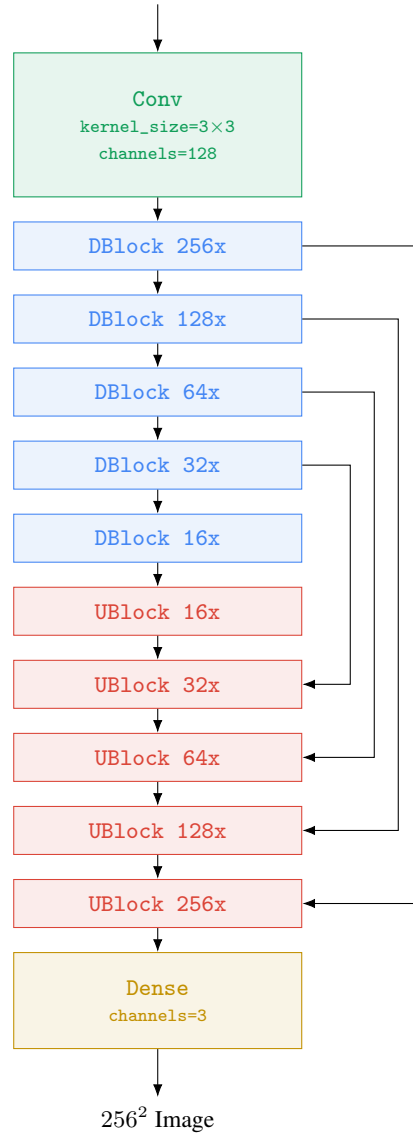 Conv
kernel_size=3×3
channels=128
DBlock 256x
DBlock 128x
DBlock 64x
DBlock 32x
DBlock 16x
UBlock 16x
UBlock 32x
UBlock 64x
UBlock 128x
UBlock 256x
Dense
channels=3
256² Image